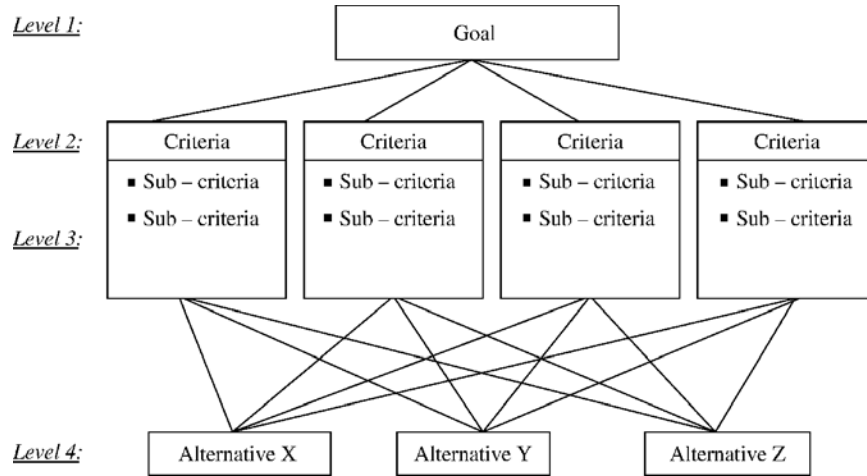 Level 1:
Goal
Level 2:
Criteria Criteria Criteria Criteria
▪ Sub – criteria ▪ Sub – criteria ▪ Sub – criteria ▪ Sub – criteria
▪ Sub – criteria ▪ Sub – criteria ▪ Sub – criteria ▪ Sub – criteria
Level 3:
Level 4:
Alternative X Alternative Y Alternative Z